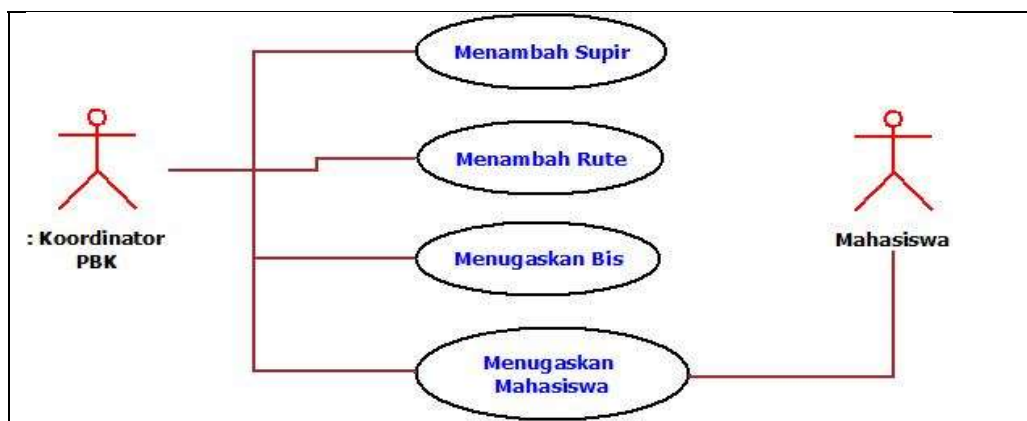 Menambah Supir
Menambah Rute
: Koordinator
PBK
Mahasiswa
Menugaskan Bis
Menugaskan
Mahasiswa